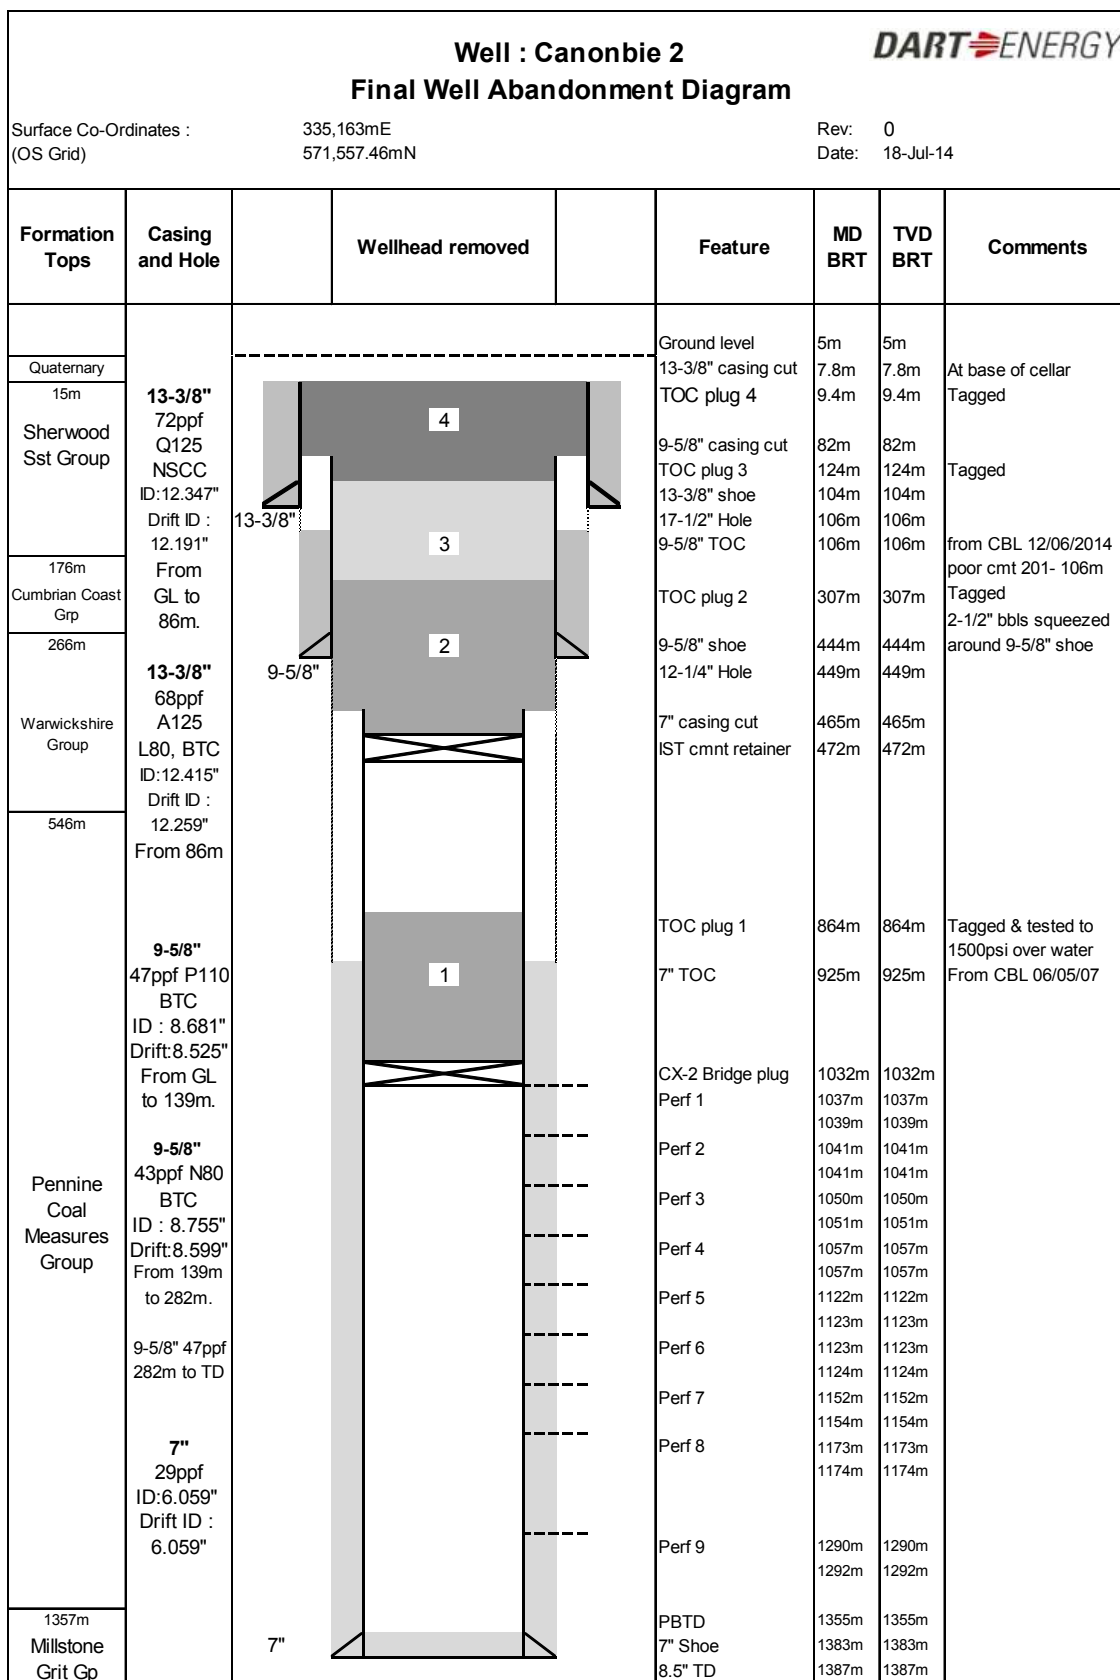 DART ENERGY
Well : Canonbie 2
Final Well Abandonment Diagram
Surface Co-Ordinates : 335,163mE Rev: 0
(OS Grid) 571,557.46mN Date: 18-Jul-14
Formation Tops
Casing and Hole
Wellhead removed
Feature
MD BRT
TVD BRT
Comments
Quaternary
15m
Sherwood
Sst Group
176m
Cumbrian Coast
Grp
266m
Warwickshire
Group
546m
Pennine
Coal
Measures
Group
1357m
Millstone
Grit Gp
13-3/8"
72ppf
Q125
NSCC
ID:12.347"
Drift ID :
12.191"
From
GL to
86m.
13-3/8"
68ppf
A125
L80, BTC
ID:12.415"
Drift ID :
12.259"
From 86m
9-5/8"
47ppf P110
BTC
ID : 8.681"
Drift:8.525"
From GL
to 139m.
9-5/8"
43ppf N80
BTC
ID : 8.755"
Drift:8.599"
From 139m
to 282m.
9-5/8" 47ppf
282m to TD
7"
29ppf
ID:6.059"
Drift ID :
6.059"
4
13-3/8"
3
2
9-5/8"
1
7"
Ground level 5m 5m
13-3/8" casing cut 7.8m 7.8m At base of cellar
TOC plug 4 9.4m 9.4m Tagged
9-5/8" casing cut 82m 82m
TOC plug 3 124m 124m Tagged
13-3/8" shoe 104m 104m
17-1/2" Hole 106m 106m
9-5/8" TOC 106m 106m from CBL 12/06/2014
poor cmt 201- 106m
TOC plug 2 307m 307m Tagged
2-1/2" bbls squeezed
9-5/8" shoe 444m 444m around 9-5/8" shoe
12-1/4" Hole 449m 449m
7" casing cut 465m 465m
IST cmnt retainer 472m 472m
TOC plug 1 864m 864m Tagged & tested to
1500psi over water
7" TOC 925m 925m From CBL 06/05/07
CX-2 Bridge plug 1032m 1032m
Perf 1 1037m 1037m
1039m 1039m
Perf 2 1041m 1041m
1041m 1041m
Perf 3 1050m 1050m
1051m 1051m
Perf 4 1057m 1057m
1057m 1057m
Perf 5 1122m 1122m
1123m 1123m
Perf 6 1123m 1123m
1124m 1124m
Perf 7 1152m 1152m
1154m 1154m
Perf 8 1173m 1173m
1174m 1174m
Perf 9 1290m 1290m
1292m 1292m
PBTD 1355m 1355m
7" Shoe 1383m 1383m
8.5" TD 1387m 1387m